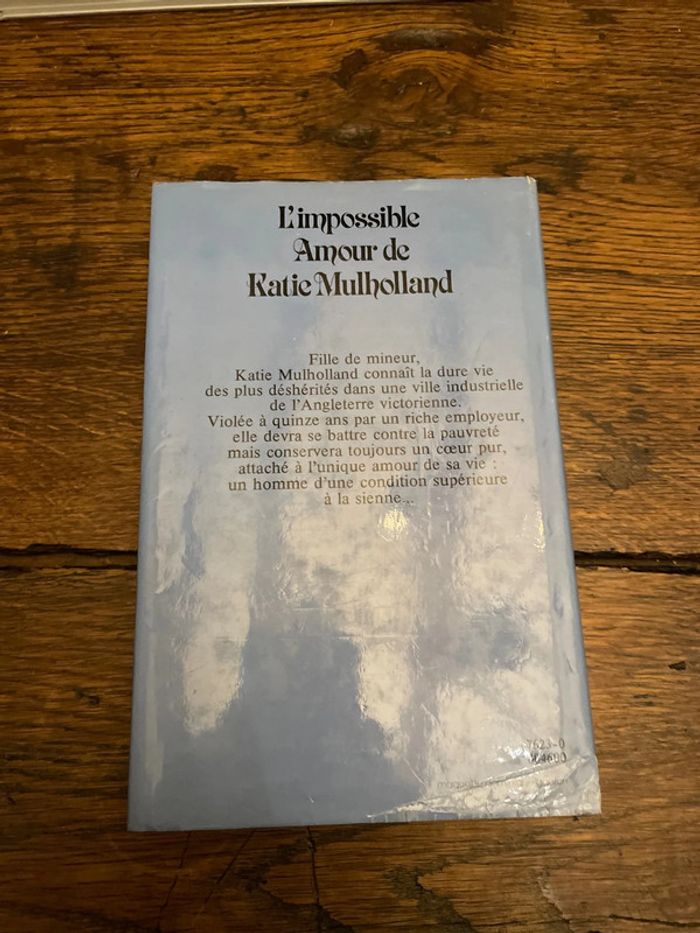 L'impossible
Amour de
Katie Mulholland
Fille de mineur,
Katie Mulholland connaît la dure vie
des plus déshérités dans une ville industrielle
de l'Angleterre victorienne.
Violée à quinze ans par un riche employeur,
elle devra se battre contre la pauvreté
mais conservera toujours un cœur pur,
attaché à l'unique amour de sa vie :
un homme d'une condition supérieure
à la sienne...
7623-0